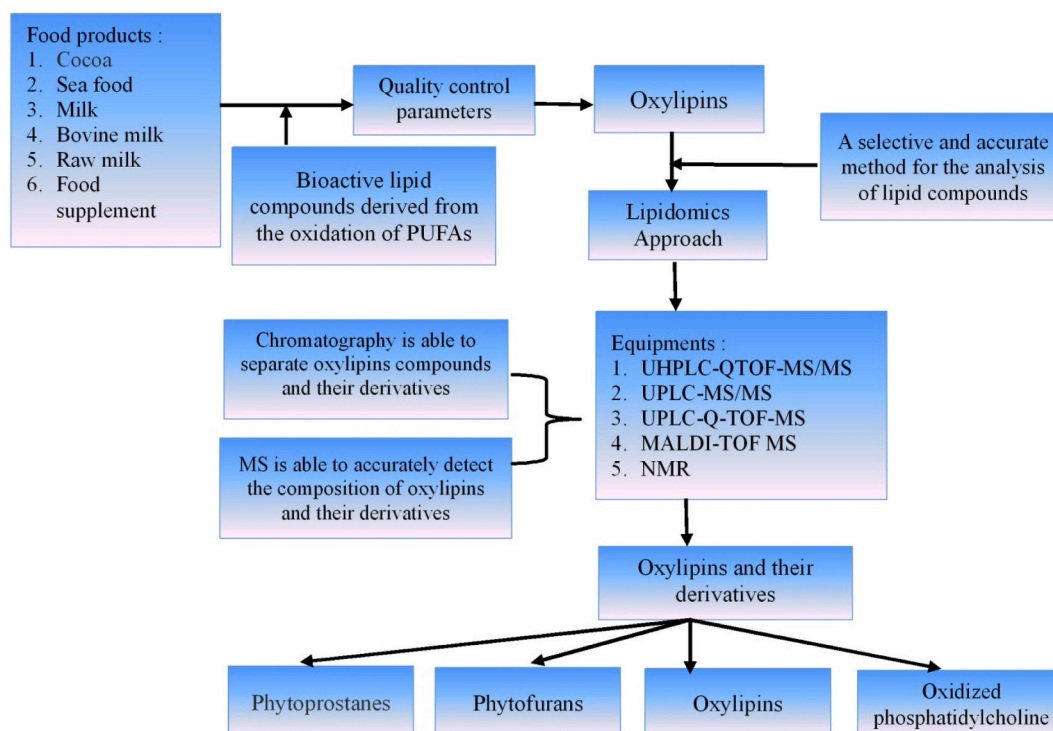 Food products :
1. Cocoa
2. Sea food
3. Milk
4. Bovine milk
5. Raw milk
6. Food
supplement
Quality control
parameters
Oxylipins
Bioactive lipid
compounds derived
from the oxidation of PUFAs
A selective and accurate
method for the analysis
of lipid compounds
Lipidomics
Approach
Chromatography is able to
separate oxylipins compounds
and their derivatives
MS is able to accurately detect
the composition of oxylipins
and their derivatives
Equipments :
1. UHPLC-QTOF-MS/MS
2. UPLC-MS/MS
3. UPLC-Q-TOF-MS
4. MALDI-TOF MS
5. NMR
Oxylipins and their
derivatives
Phytoprostanes
Phytofurans
Oxylipins
Oxidized
phosphatidylcholine